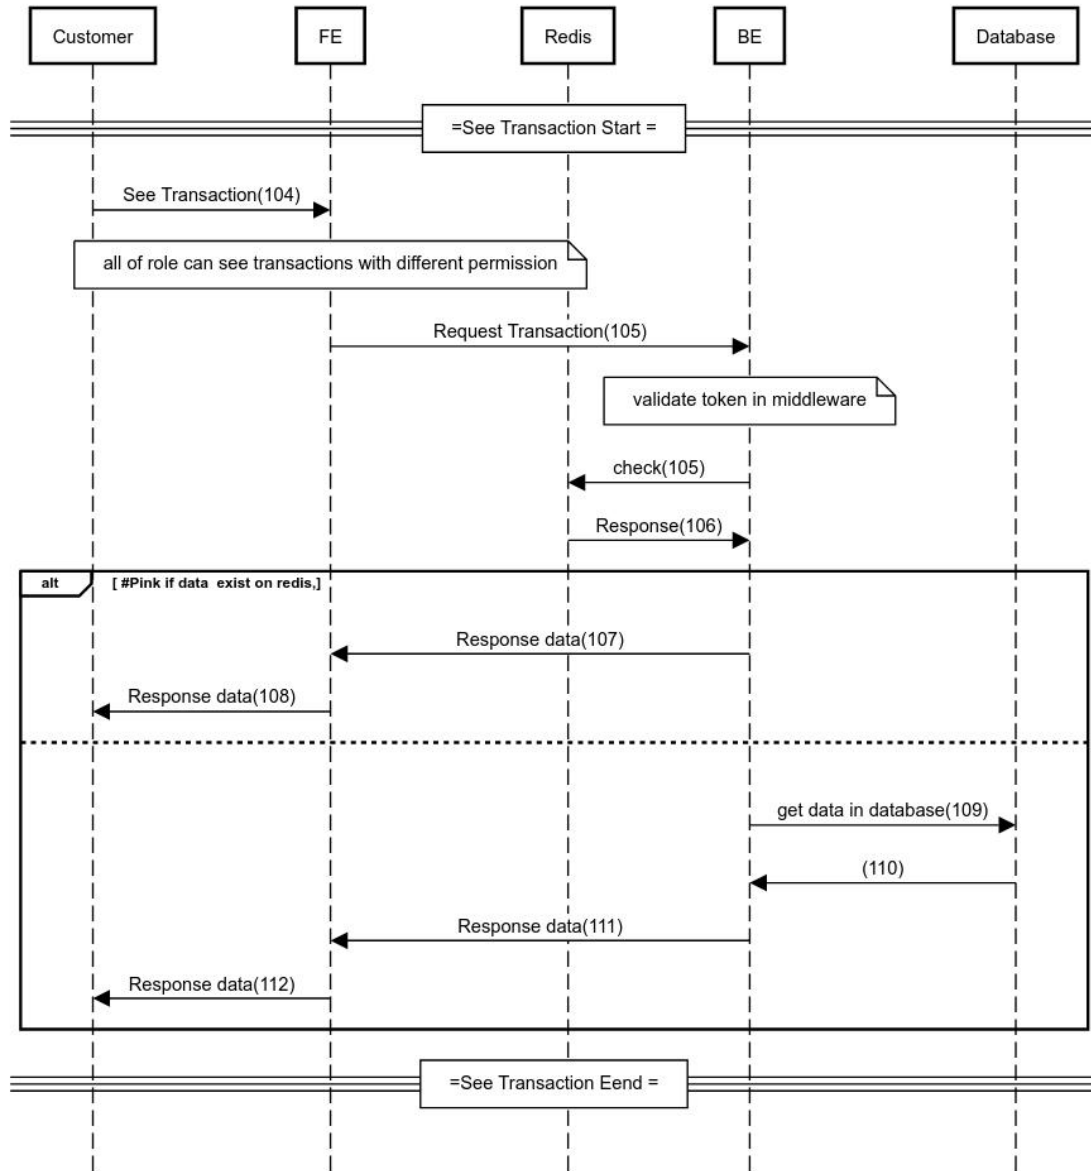 Customer
FE
Redis
BE
Database
=See Transaction Start =
See Transaction(104)
all of role can see transactions with different permission
Request Transaction(105)
validate token in middleware
check(105)
Response(106)
alt
[ #Pink if data exist on redis,]
Response data(107)
Response data(108)
get data in database(109)
(110)
Response data(111)
Response data(112)
=See Transaction Eend =